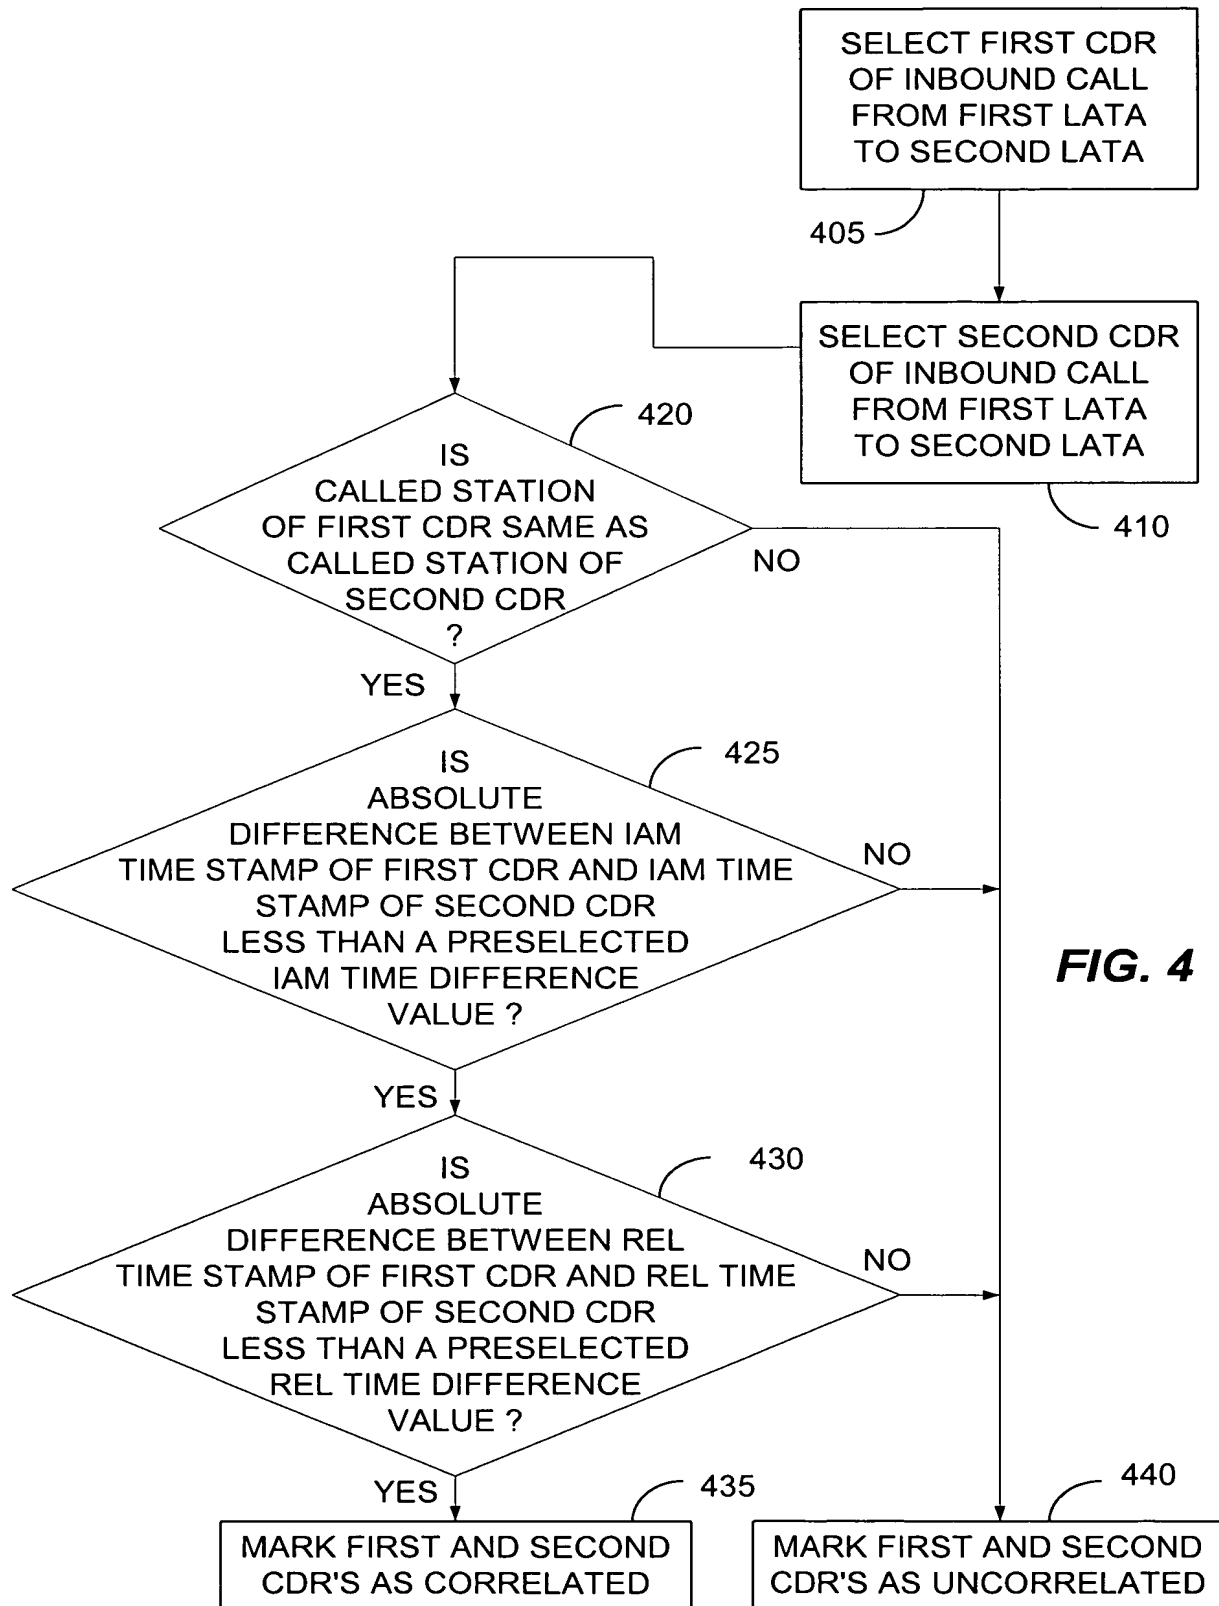 SELECT FIRST CDR
OF INBOUND CALL
FROM FIRST LATA
TO SECOND LATA
405
SELECT SECOND CDR
OF INBOUND CALL
FROM FIRST LATA
TO SECOND LATA
410
420
IS
CALLED STATION
OF FIRST CDR SAME AS
CALLED STATION OF
SECOND CDR
?
NO
YES
425
IS
ABSOLUTE
DIFFERENCE BETWEEN IAM
TIME STAMP OF FIRST CDR AND IAM TIME
STAMP OF SECOND CDR
LESS THAN A PRESELECTED
IAM TIME DIFFERENCE
VALUE ?
NO
FIG. 4
YES
430
IS
ABSOLUTE
DIFFERENCE BETWEEN REL
TIME STAMP OF FIRST CDR AND REL TIME
STAMP OF SECOND CDR
LESS THAN A PRESELECTED
REL TIME DIFFERENCE
VALUE ?
NO
YES
435
MARK FIRST AND SECOND
CDR'S AS CORRELATED
440
MARK FIRST AND SECOND
CDR'S AS UNCORRELATED